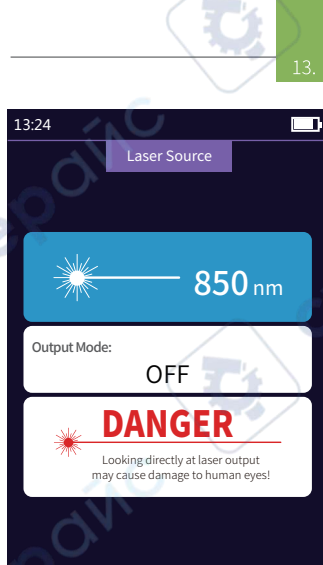 13.
13:24
Laser Source
850 nm
Output Mode:
OFF
DANGER
Looking directly at laser output
may cause damage to human eyes!